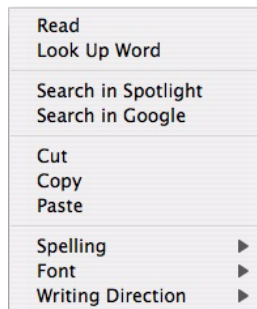 Read
Look Up Word
Search in Spotlight
Search in Google
Cut
Copy
Paste
Spelling
Font
Writing Direction